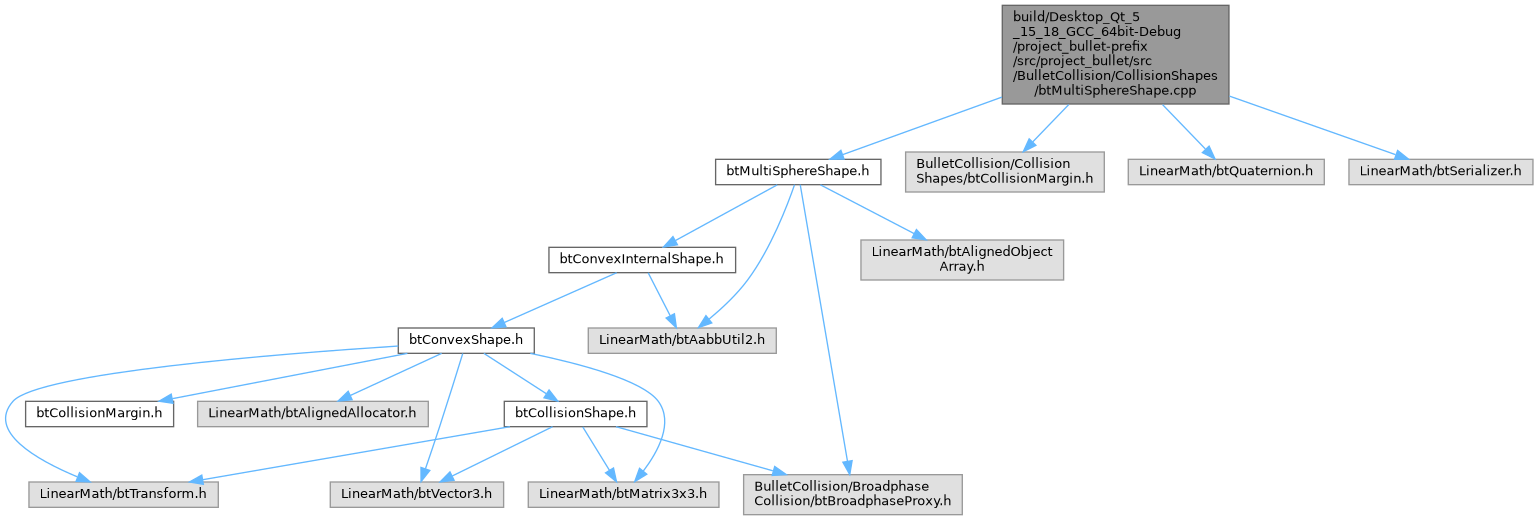 build/Desktop_Qt_5
_15_18_GCC_64bit-Debug
/project_bullet-prefix
/src/project_bullet/src
/BulletCollision/CollisionShapes
/btMultiSphereShape.cpp
btMultiSphereShape.h
BulletCollision/Collision
Shapes/btCollisionMargin.h
LinearMath/btQuaternion.h
LinearMath/btSerializer.h
btConvexInternalShape.h
LinearMath/btAlignedObject
Array.h
btConvexShape.h
LinearMath/btAabbUtil2.h
btCollisionMargin.h
LinearMath/btAlignedAllocator.h
btCollisionShape.h
LinearMath/btTransform.h
LinearMath/btVector3.h
LinearMath/btMatrix3x3.h
BulletCollision/Broadphase
Collision/btBroadphaseProxy.h